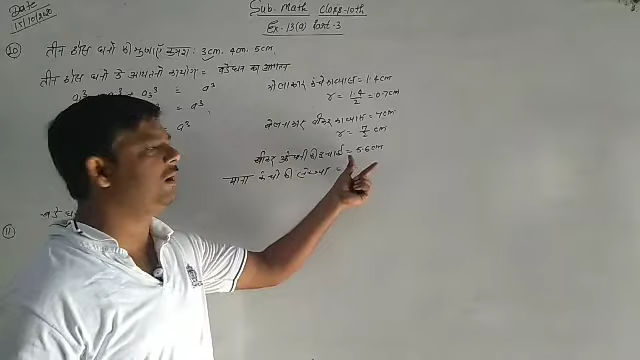 Date
15/10/2020
Sub. Math Class-10th
Ex. 13(a) Part-3
10) तीन ठोस घनों की भुजाएँ क्रमशः 3cm. 4cm. 5cm.
तीन ठोस घनों के आयतनों का योग = बड़े घन का आयतन
= a³
= a³
a³
बड़े
11)
गोलाकार कंचे का व्यास = 1.4cm
r = 1.4/2 = 0.7cm
बेलनाकार बीकर का व्यास = 7cm
r = 7/2 cm
बीकर में पानी की ऊँचाई = 5.6cm
माना कंचों की संख्या =